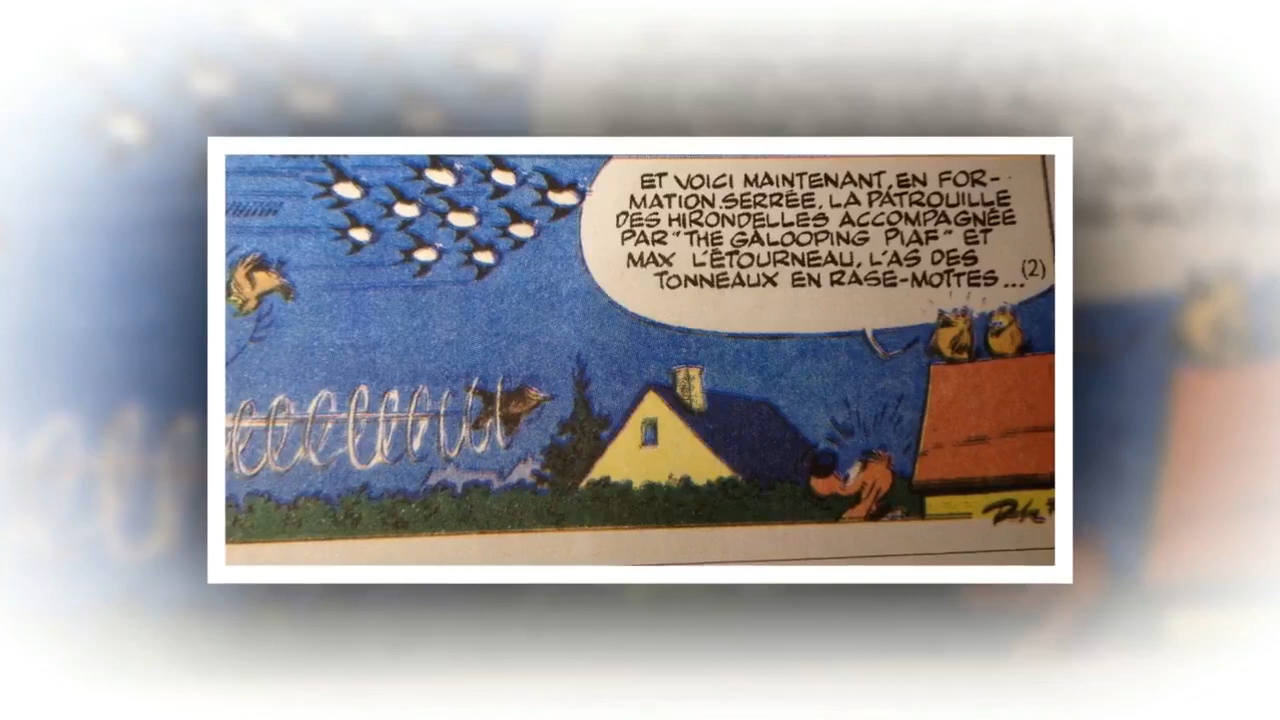 ET VOICI MAINTENANT, EN FOR-
MATION SERRÉE, LA PATROUILLE
DES HIRONDELLES ACCOMPAGNÉE
PAR "THE GALOOPING PIAF" ET
MAX L'ÉTOURNEAU, L'AS DES
TONNEAUX EN RASE-MOTTES... (2)